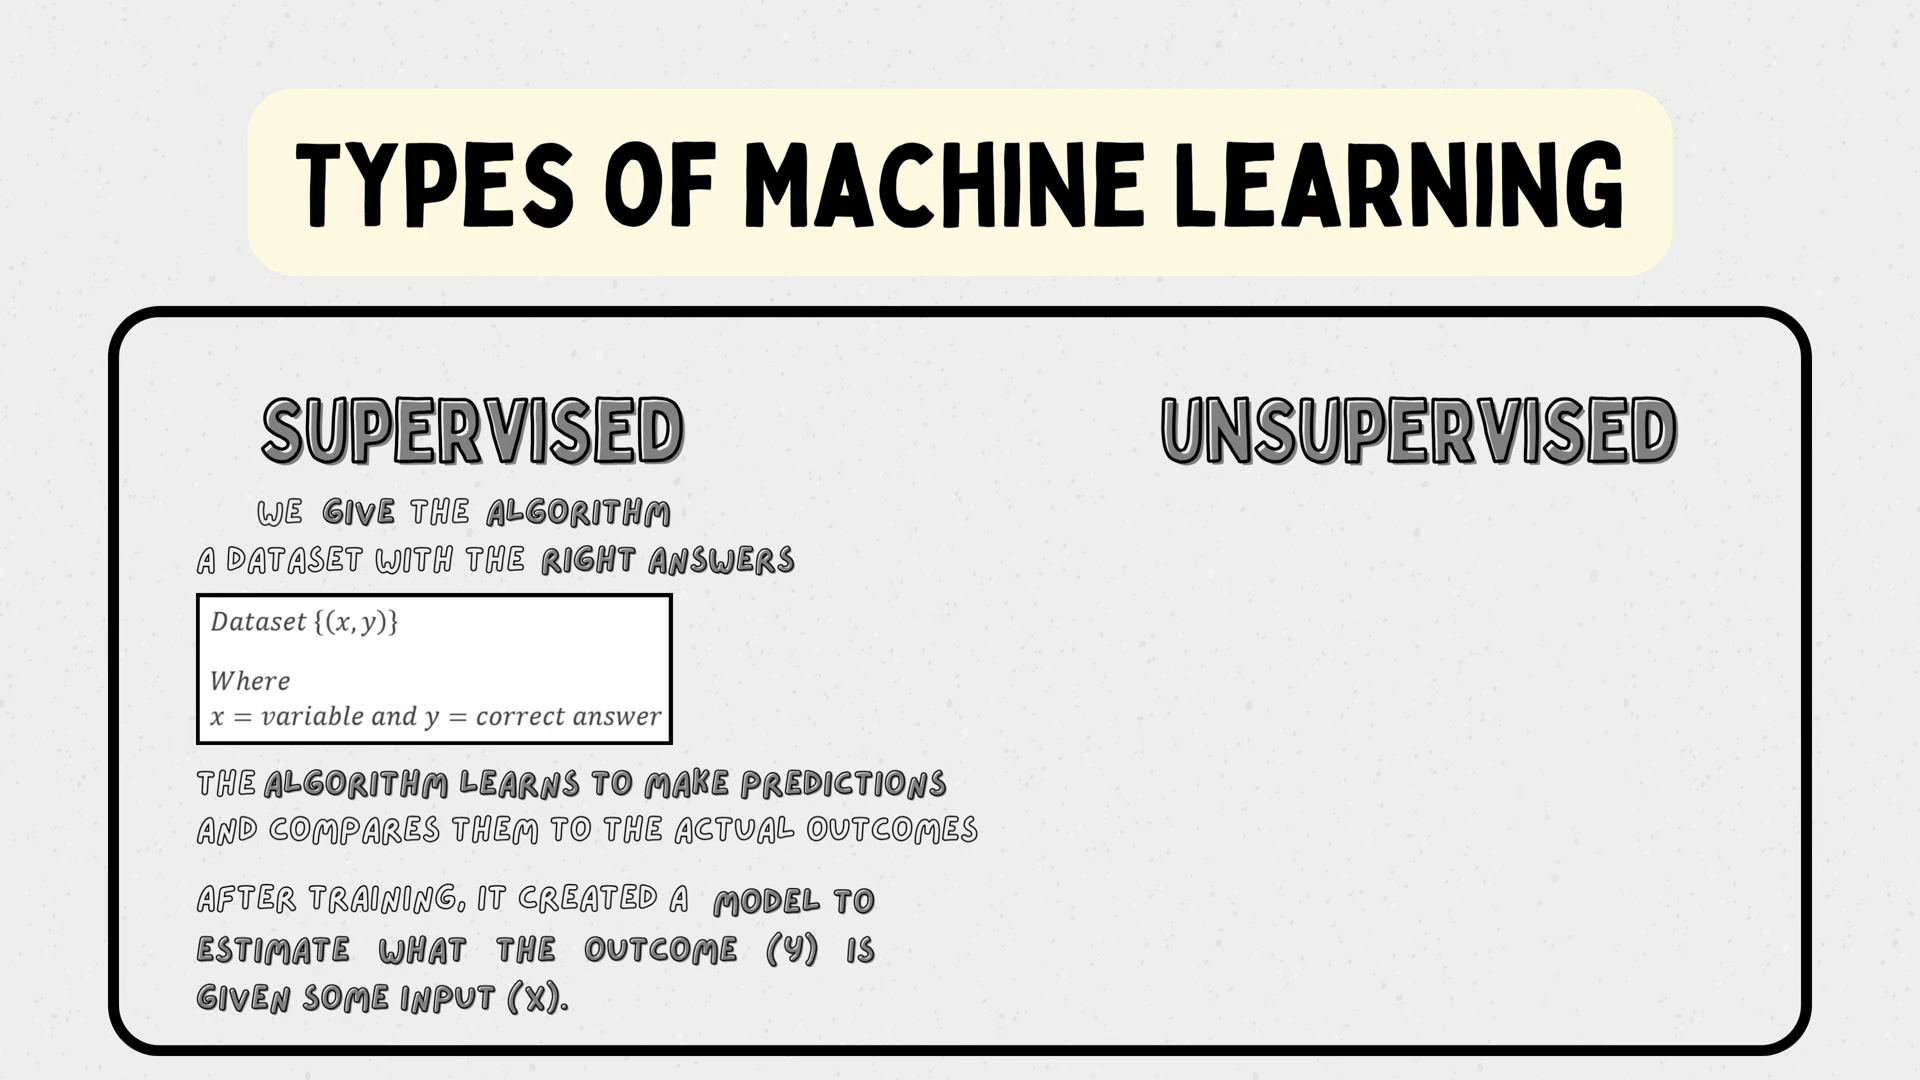 TYPES OF MACHINE LEARNING
SUPERVISED
WE GIVE THE ALGORITHM
A DATASET WITH THE RIGHT ANSWERS
Dataset {(x, y)}
Where
x = variable and y = correct answer
THE ALGORITHM LEARNS TO MAKE PREDICTIONS
AND COMPARES THEM TO THE ACTUAL OUTCOMES
AFTER TRAINING, IT CREATED A MODEL TO
ESTIMATE WHAT THE OUTCOME (Y) IS
GIVEN SOME INPUT (X).
UNSUPERVISED